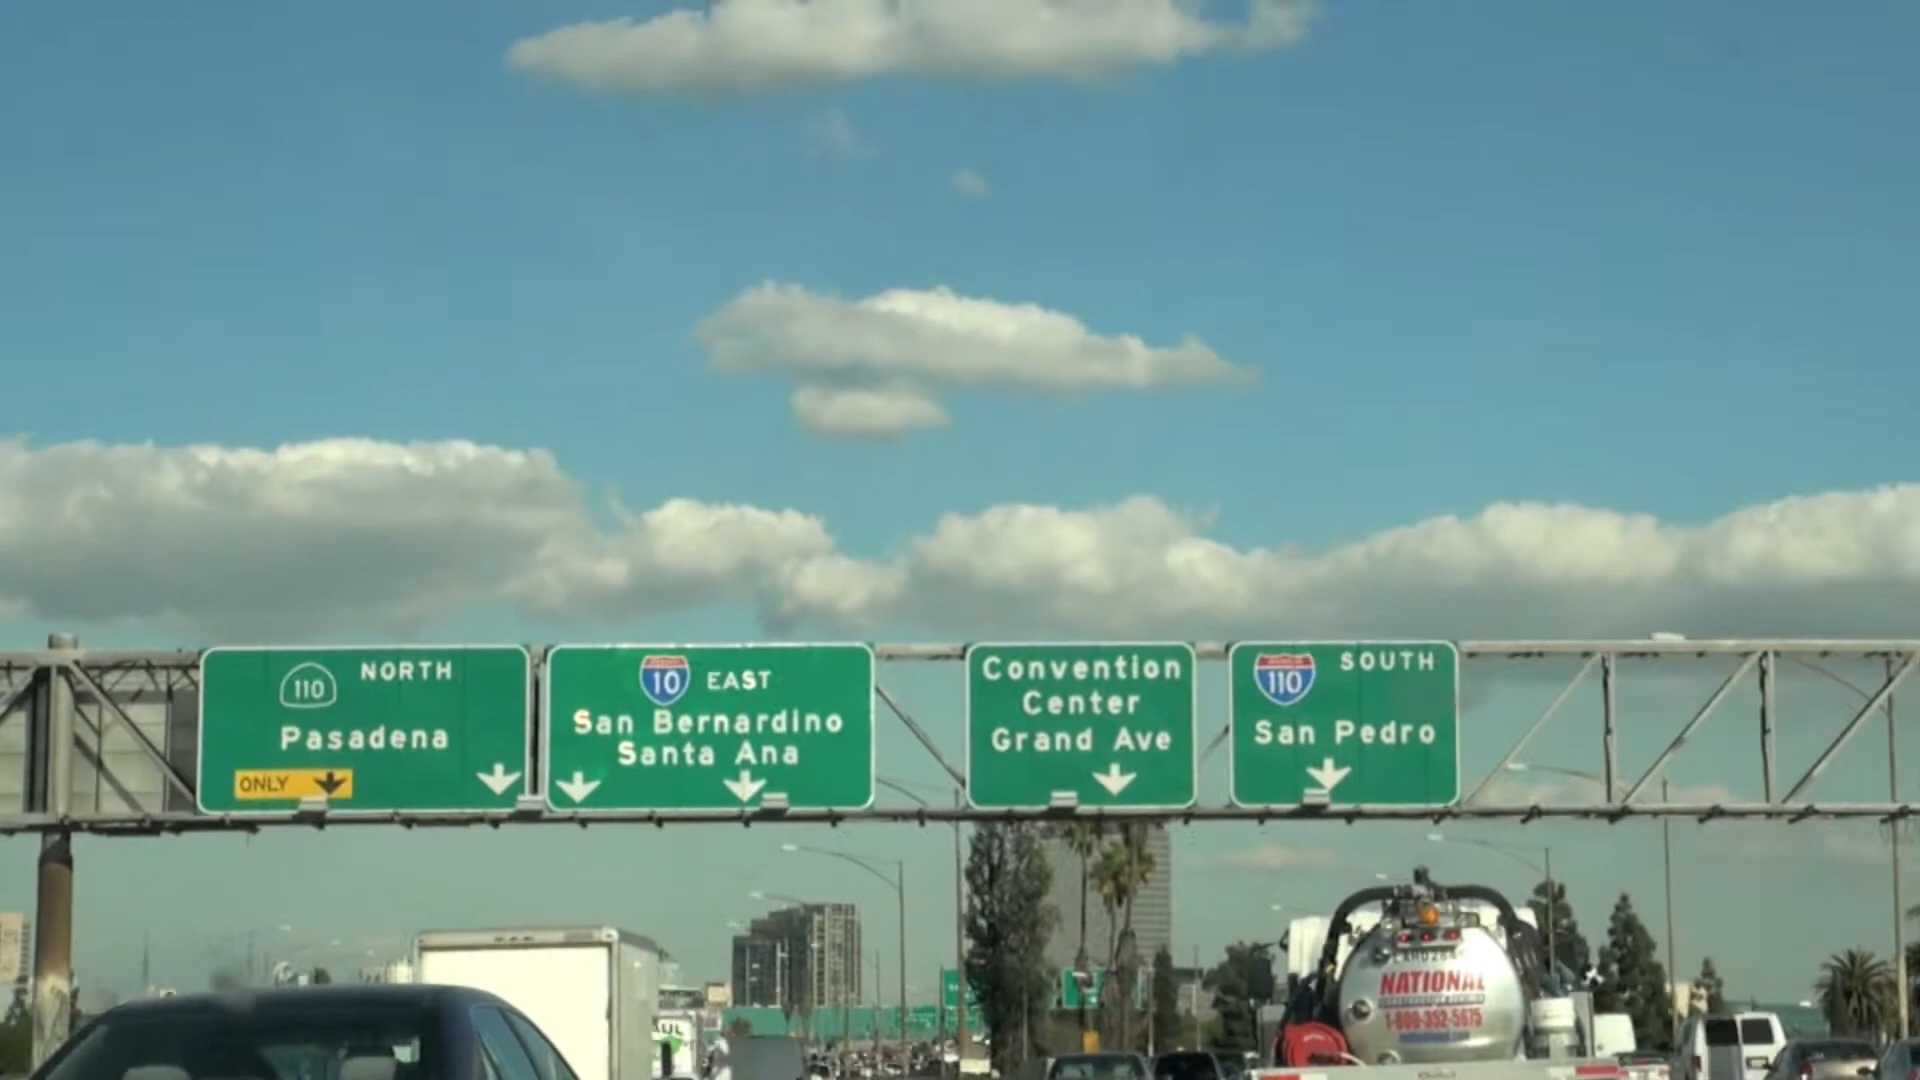 110 NORTH
Pasadena
ONLY
10 EAST
San Bernardino
Santa Ana
Convention
Center
Grand Ave
110 SOUTH
San Pedro
NATIONAL
1-800-352-5675